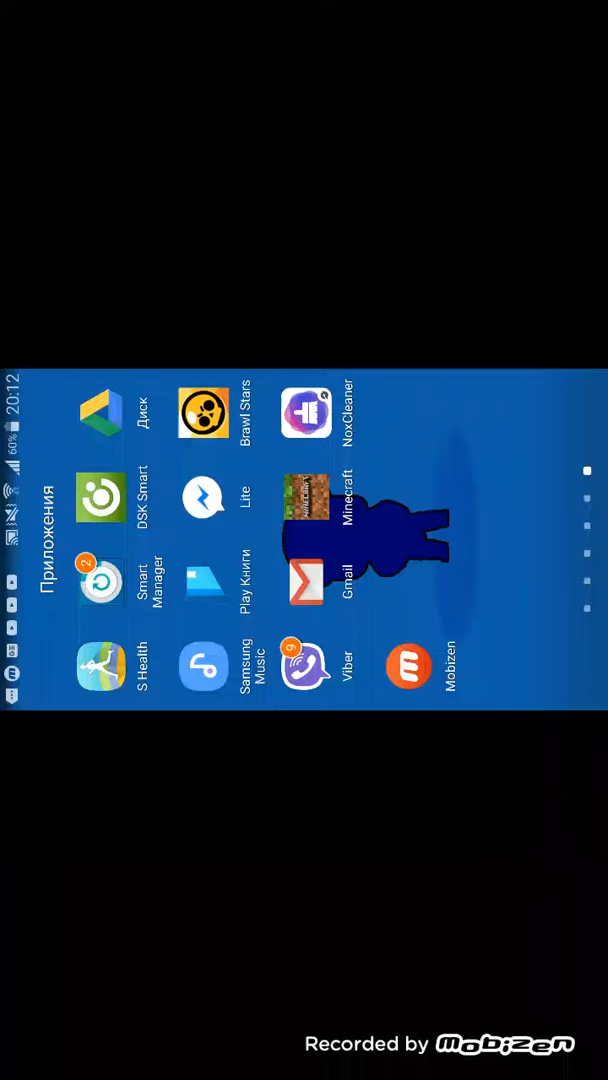 60% 20:12
Приложения
S Health
Smart
Manager
2
DSK Smart
Диск
Samsung
Music
Play Книги
Lite
Brawl Stars
Viber
9
Gmail
Minecraft
NoxCleaner
Mobizen
Recorded by mobizen